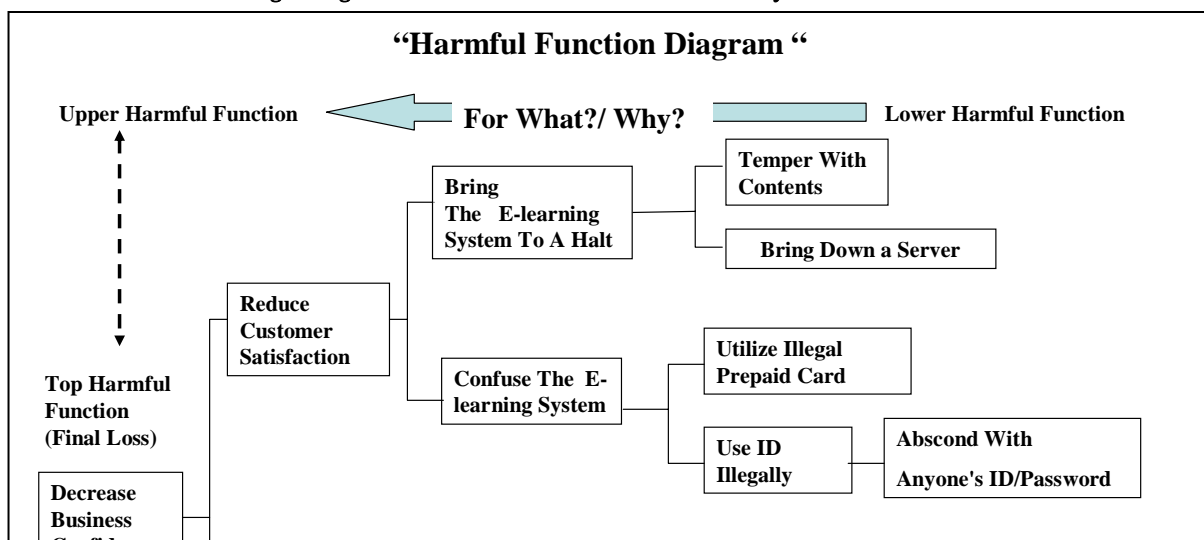 “Harmful Function Diagram “
Upper Harmful Function
For What?/ Why?
Lower Harmful Function
Temper With
Contents
Bring
The E-learning
System To A Halt
Bring Down a Server
Reduce
Customer
Satisfaction
Utilize Illegal
Prepaid Card
Confuse The E-
learning System
Top Harmful
Function
(Final Loss)
Use ID
Illegally
Abscond With
Anyone's ID/Password
Decrease
Business